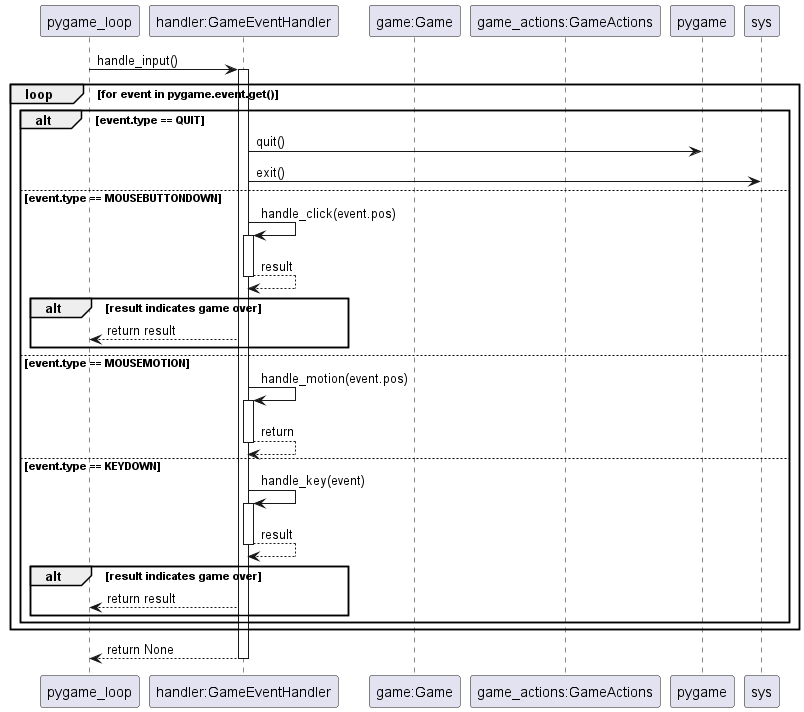 pygame_loop handler:GameEventHandler game:Game game_actions:GameActions pygame sys
handle_input()
loop [for event in pygame.event.get()]
alt [event.type == QUIT]
quit()
exit()
[event.type == MOUSEBUTTONDOWN]
handle_click(event.pos)
result
alt [result indicates game over]
return result
[event.type == MOUSEMOTION]
handle_motion(event.pos)
return
[event.type == KEYDOWN]
handle_key(event)
result
alt [result indicates game over]
return result
return None
pygame_loop handler:GameEventHandler game:Game game_actions:GameActions pygame sys